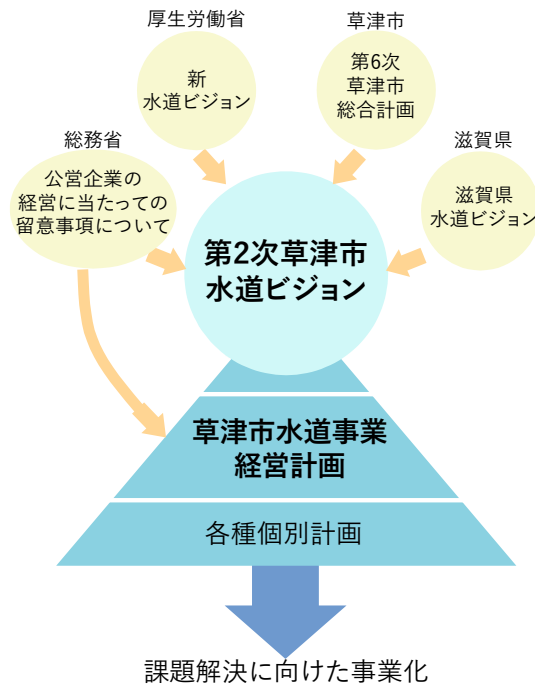 厚生労働省
新
水道ビジョン
草津市
第6次
草津市
総合計画
総務省
公営企業の
経営に当たっての
留意事項について
滋賀県
滋賀県
水道ビジョン
第2次草津市
水道ビジョン
草津市水道事業
経営計画
各種個別計画
課題解決に向けた事業化